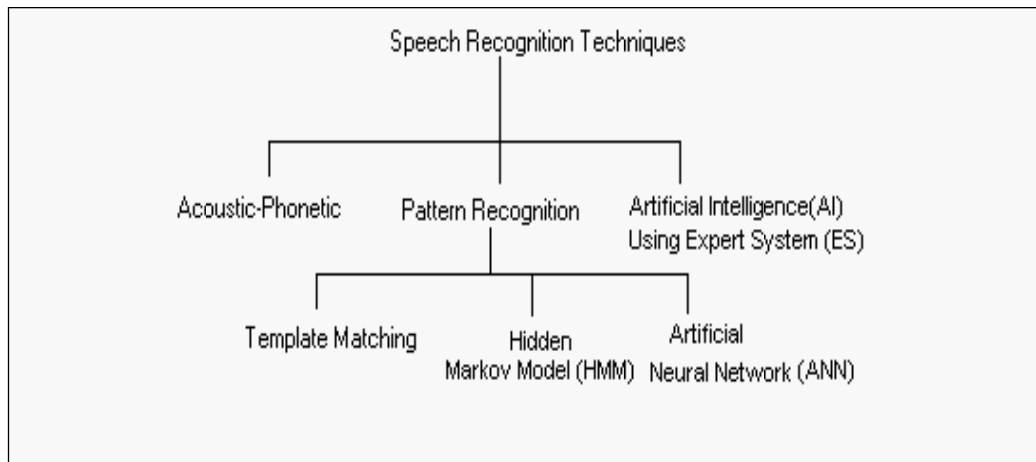 Speech Recognition Techniques
Acoustic-Phonetic
Pattern Recognition
Artificial Intelligence(AI)
Using Expert System (ES)
Template Matching
Hidden
Markov Model (HMM)
Artificial
Neural Network (ANN)